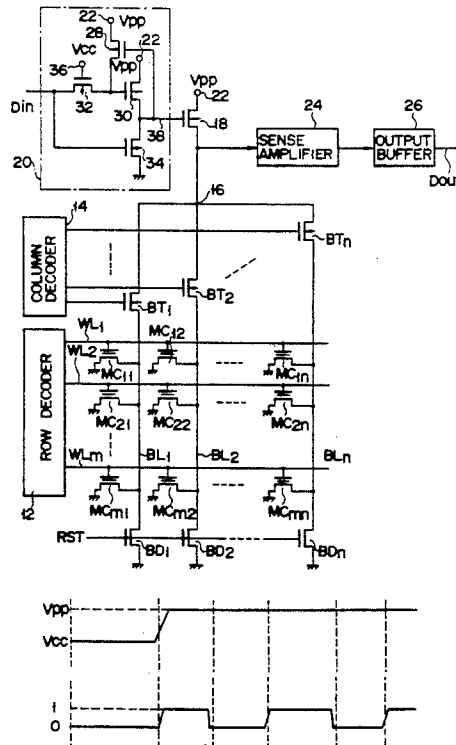 22 Vpp
28 22
Vcc Vpp
36 Vpp
22
Din 32 30 38 18
24 26
34 SENSE AMPLIFIER OUTPUT BUFFER
20
Dout
14 16
COLUMN DECODER
BTn
BT2
BT1
WL1 MC12
WL2
MC11 MC1n
ROW DECODER
MC21 MC22 MC2n
BL1 BL2 BLn
WLm
MCm1 MCm2 MCmn
12
RST BD1 BD2 BDn
Vpp
Vcc
1
0